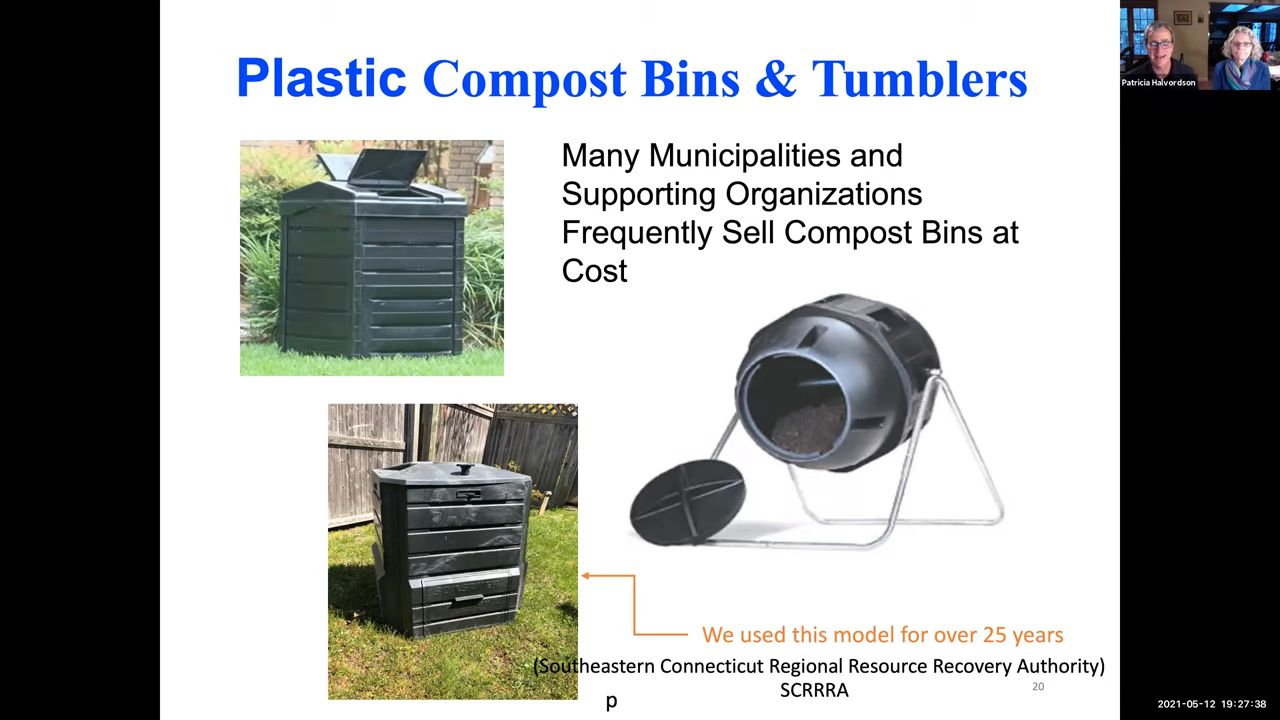 Plastic Compost Bins & Tumblers
Patricia Halvordson
Many Municipalities and
Supporting Organizations
Frequently Sell Compost Bins at
Cost
We used this model for over 25 years
(Southeastern Connecticut Regional Resource Recovery Authority)
SCRRRA
20
p
2021-05-12 19:27:38